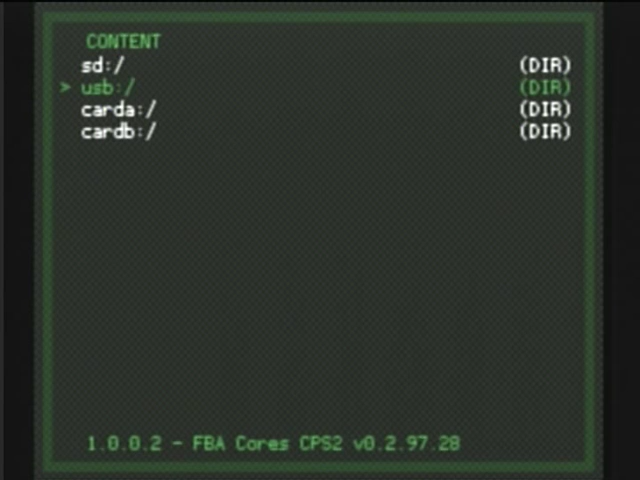 CONTENT
sd:/ (DIR)
> usb:/ (DIR)
carda:/ (DIR)
cardb:/ (DIR)
1.0.0.2 - FBA Cores CPS2 v0.2.97.28